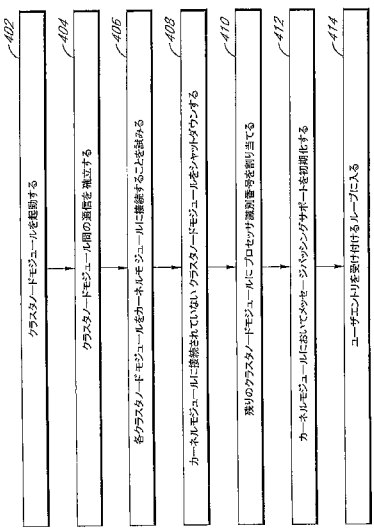 402
クラスタノードモジュールを起動する
404
クラスタノードモジュール間の通信を確立する
406
各クラスタノードモジュールをカーネルモジュールに接続することを試みる
408
カーネルモジュールに接続されていないクラスタノードモジュールをシャットダウンする
410
残りのクラスタノードモジュールにプロセッサ識別番号を割り当てる
412
カーネルモジュールにおいてメッセージパッシングサポートを初期化する
414
ユーザエントリを受け付けるループに入る